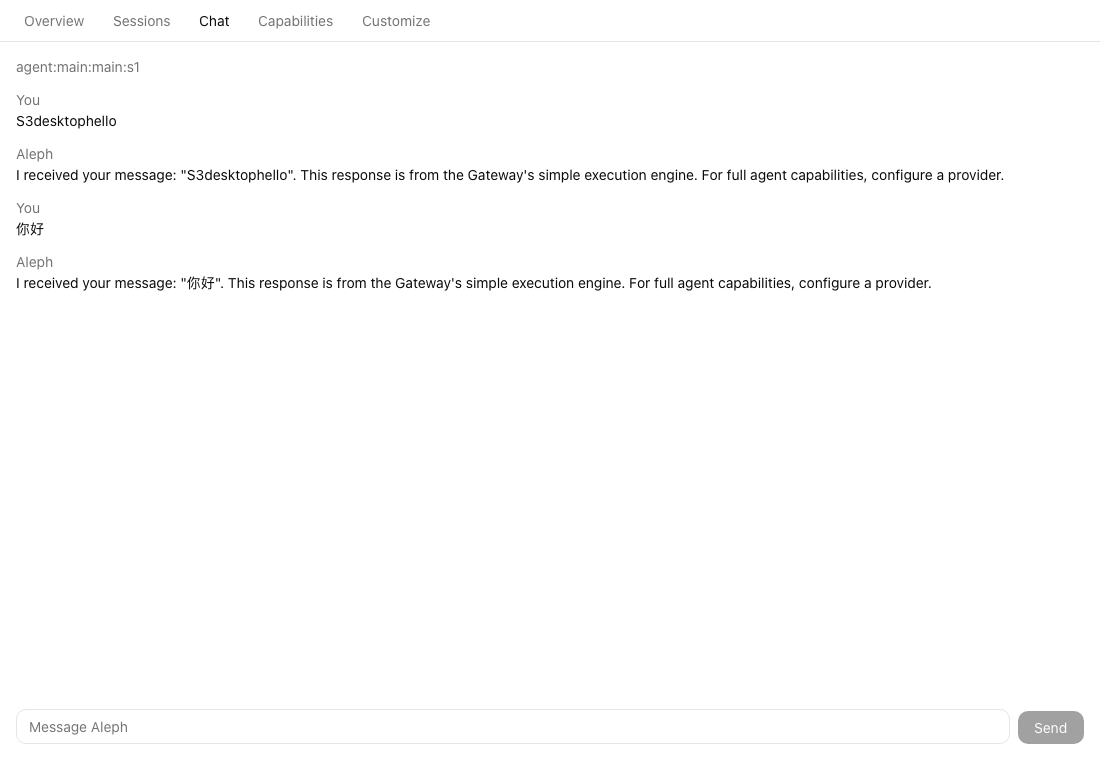 Overview Sessions Chat Capabilities Customize
agent:main:main:s1
You
S3desktophello
Aleph
I received your message: "S3desktophello". This response is from the Gateway's simple execution engine. For full agent capabilities, configure a provider.
You
你好
Aleph
I received your message: "你好". This response is from the Gateway's simple execution engine. For full agent capabilities, configure a provider.
Message Aleph Send